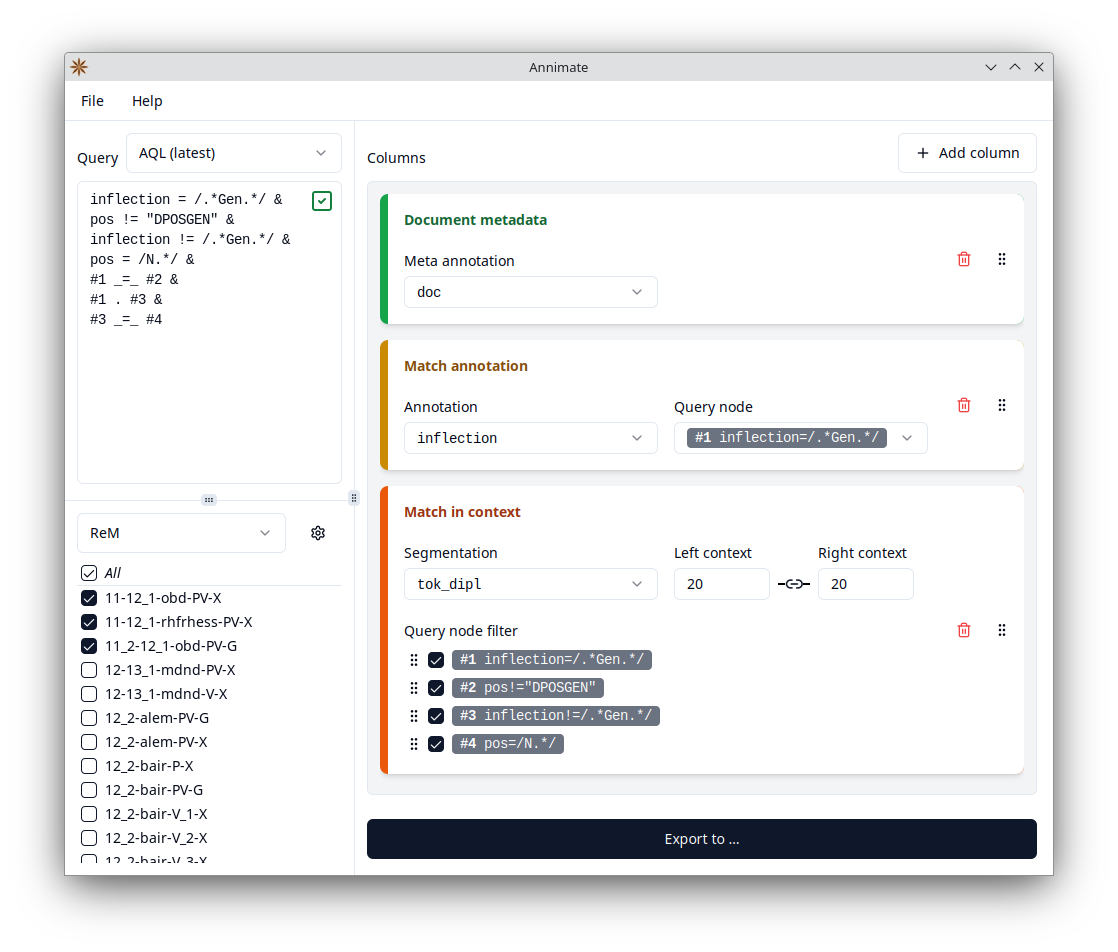 Annimate
File Help
Query AQL (latest)
inflection = /.*Gen.*/ &
pos != "DPOSGEN" &
inflection != /.*Gen.*/ &
pos = /N.*/ &
#1 _=_ #2 &
#1 . #3 &
#3 _=_ #4
ReM
All
11-12_1-obd-PV-X
11-12_1-rhfrhess-PV-X
11_2-12_1-obd-PV-G
12-13_1-mdnd-PV-X
12-13_1-mdnd-V-X
12_2-alem-PV-G
12_2-alem-PV-X
12_2-bair-P-X
12_2-bair-PV-G
12_2-bair-V_1-X
12_2-bair-V_2-X
12_2-bair-V_3-X
Columns
Add column
Document metadata
Meta annotation
doc
Match annotation
Annotation Query node
inflection #1 inflection=/.*Gen.*/
Match in context
Segmentation Left context Right context
tok_dipl 20 20
Query node filter
#1 inflection=/.*Gen.*/
#2 pos!="DPOSGEN"
#3 inflection!=/.*Gen.*/
#4 pos=/N.*/
Export to ...